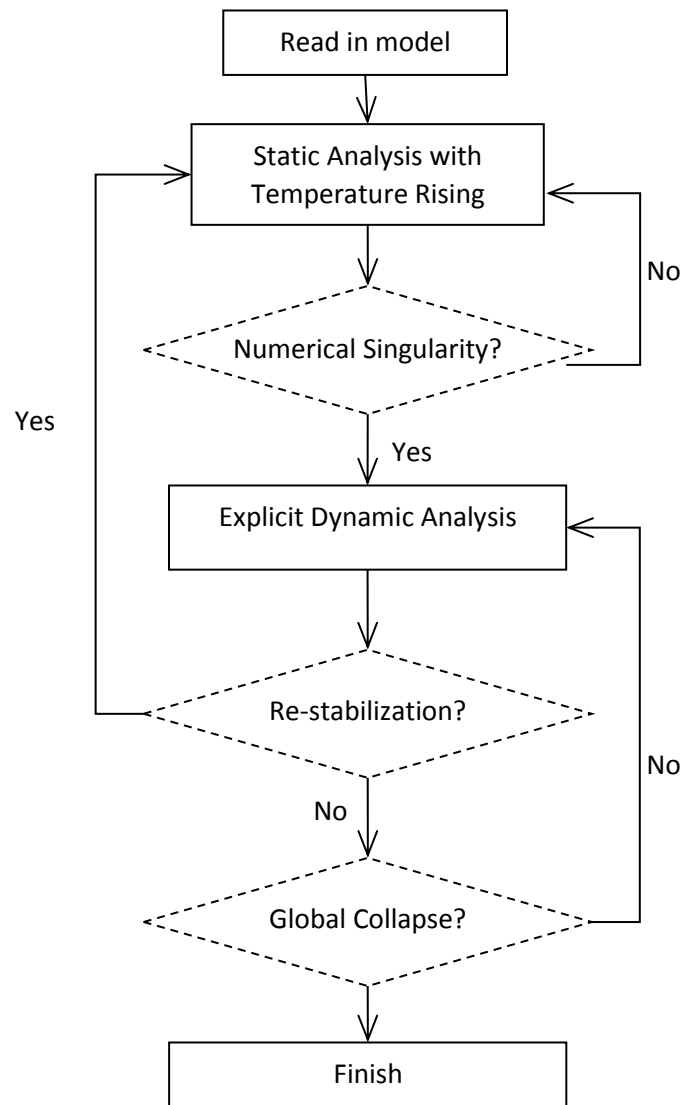 Read in model
Static Analysis with
Temperature Rising
No
Numerical Singularity?
Yes
Yes
Explicit Dynamic Analysis
Re-stabilization?
No
No
Global Collapse?
Finish